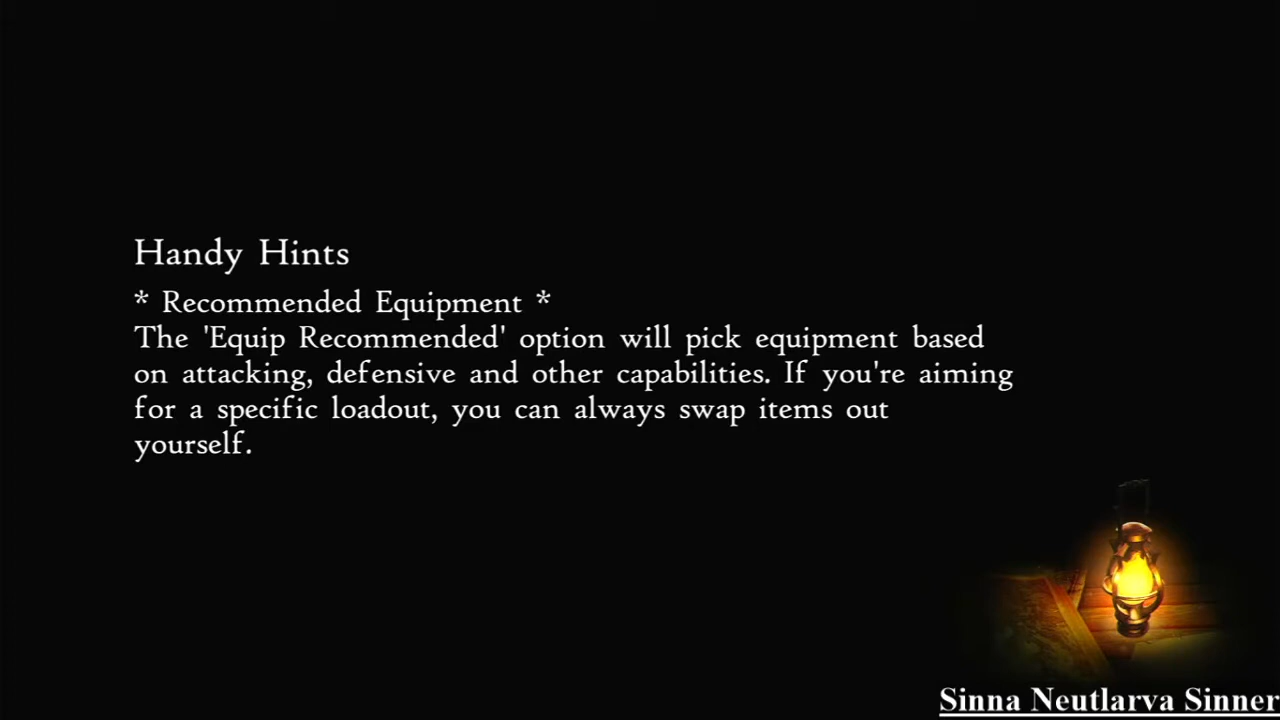 Handy Hints
* Recommended Equipment *
The 'Equip Recommended' option will pick equipment based
on attacking, defensive and other capabilities. If you're aiming
for a specific loadout, you can always swap items out
yourself.
Sinna Neutlarva Sinner